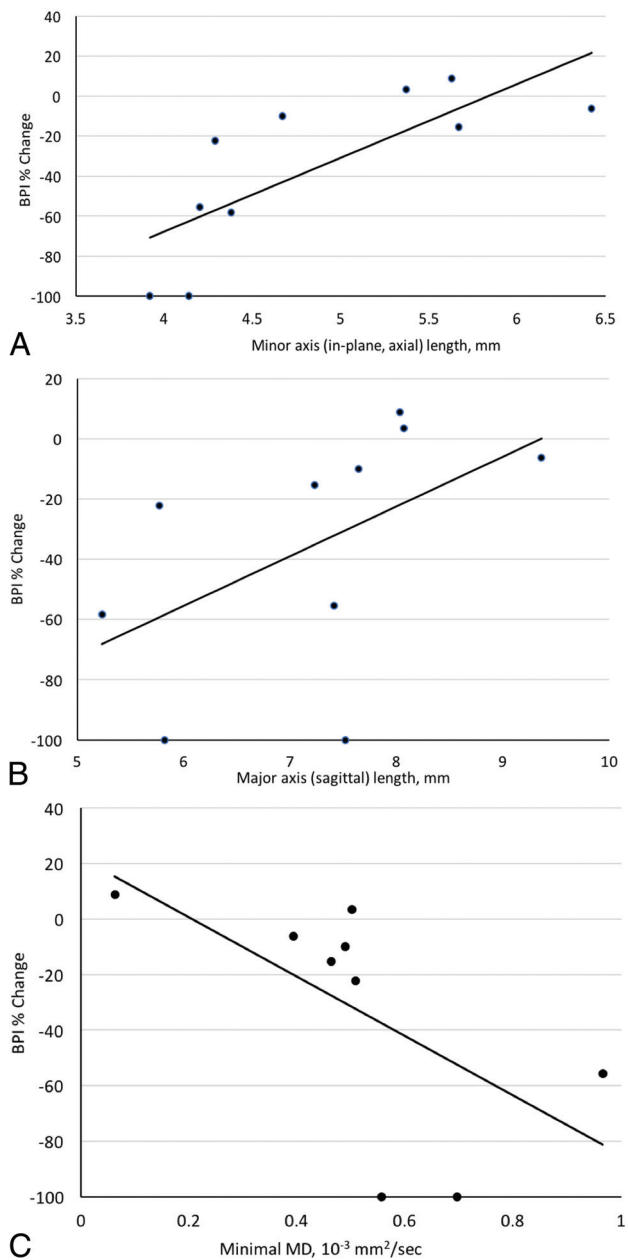 40
20
0
-20
-40
-60
-80
-100
BPI % Change
3.5 4 4.5 5 5.5 6 6.5
Minor axis (in-plane, axial) length, mm
A
20
0
-20
-40
-60
-80
-100
BPI % Change
5 6 7 8 9 10
Major axis (sagittal) length, mm
B
40
20
0
-20
-40
-60
-80
-100
BPI % Change
0 0.2 0.4 0.6 0.8 1
Minimal MD, 10⁻³ mm²/sec
C